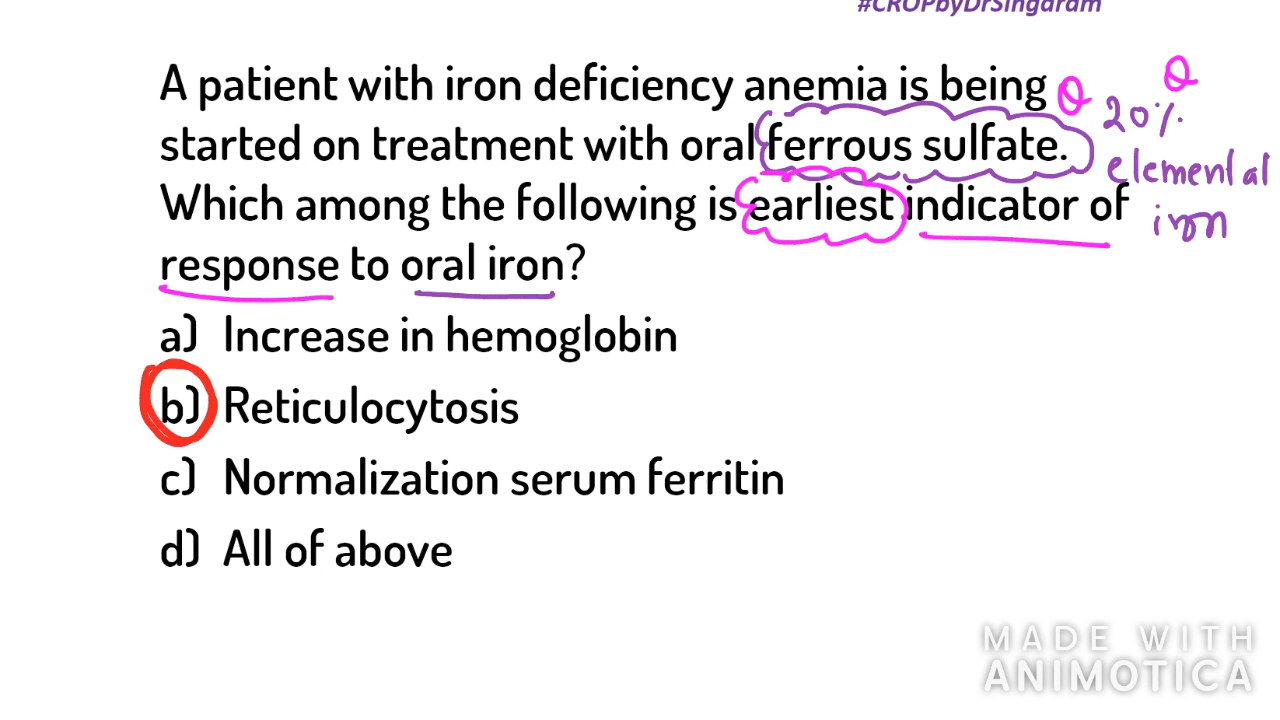 #CROPbyDrSingaram
A patient with iron deficiency anemia is being
started on treatment with oral ferrous sulfate.
Which among the following is earliest indicator of
response to oral iron?
20%
elemental
iron
a) Increase in hemoglobin
b) Reticulocytosis
c) Normalization serum ferritin
d) All of above
MADE WITH
ANIMOTICA